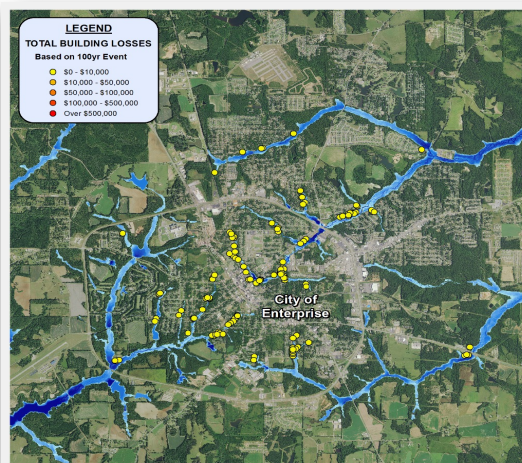 LEGEND
TOTAL BUILDING LOSSES
Based on 100yr Event
$0 - $10,000
$10,000 - $50,000
$50,000 - $100,000
$100,000 - $500,000
Over $500,000
City of
Enterprise